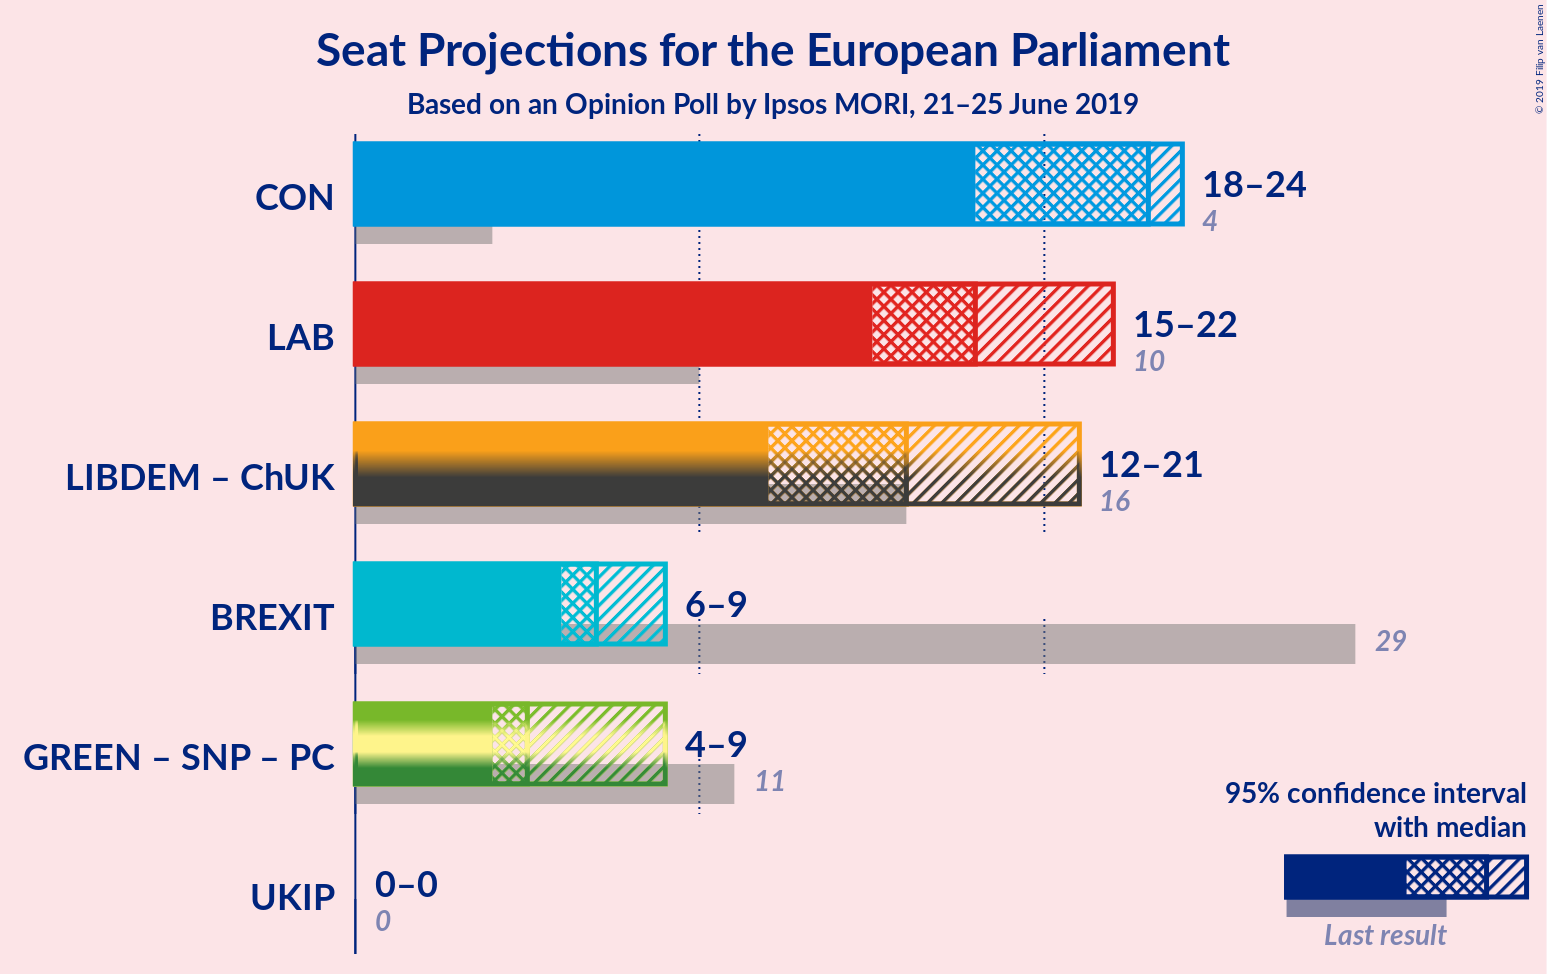 Seat Projections for the European Parliament
Based on an Opinion Poll by Ipsos MORI, 21–25 June 2019
© 2019 Filip van Laenen
CON
18–24
4
LAB
15–22
10
LIBDEM – ChUK
12–21
16
BREXIT
6–9
29
GREEN – SNP – PC
4–9
11
UKIP
0–0
0
95% confidence interval
with median
Last result